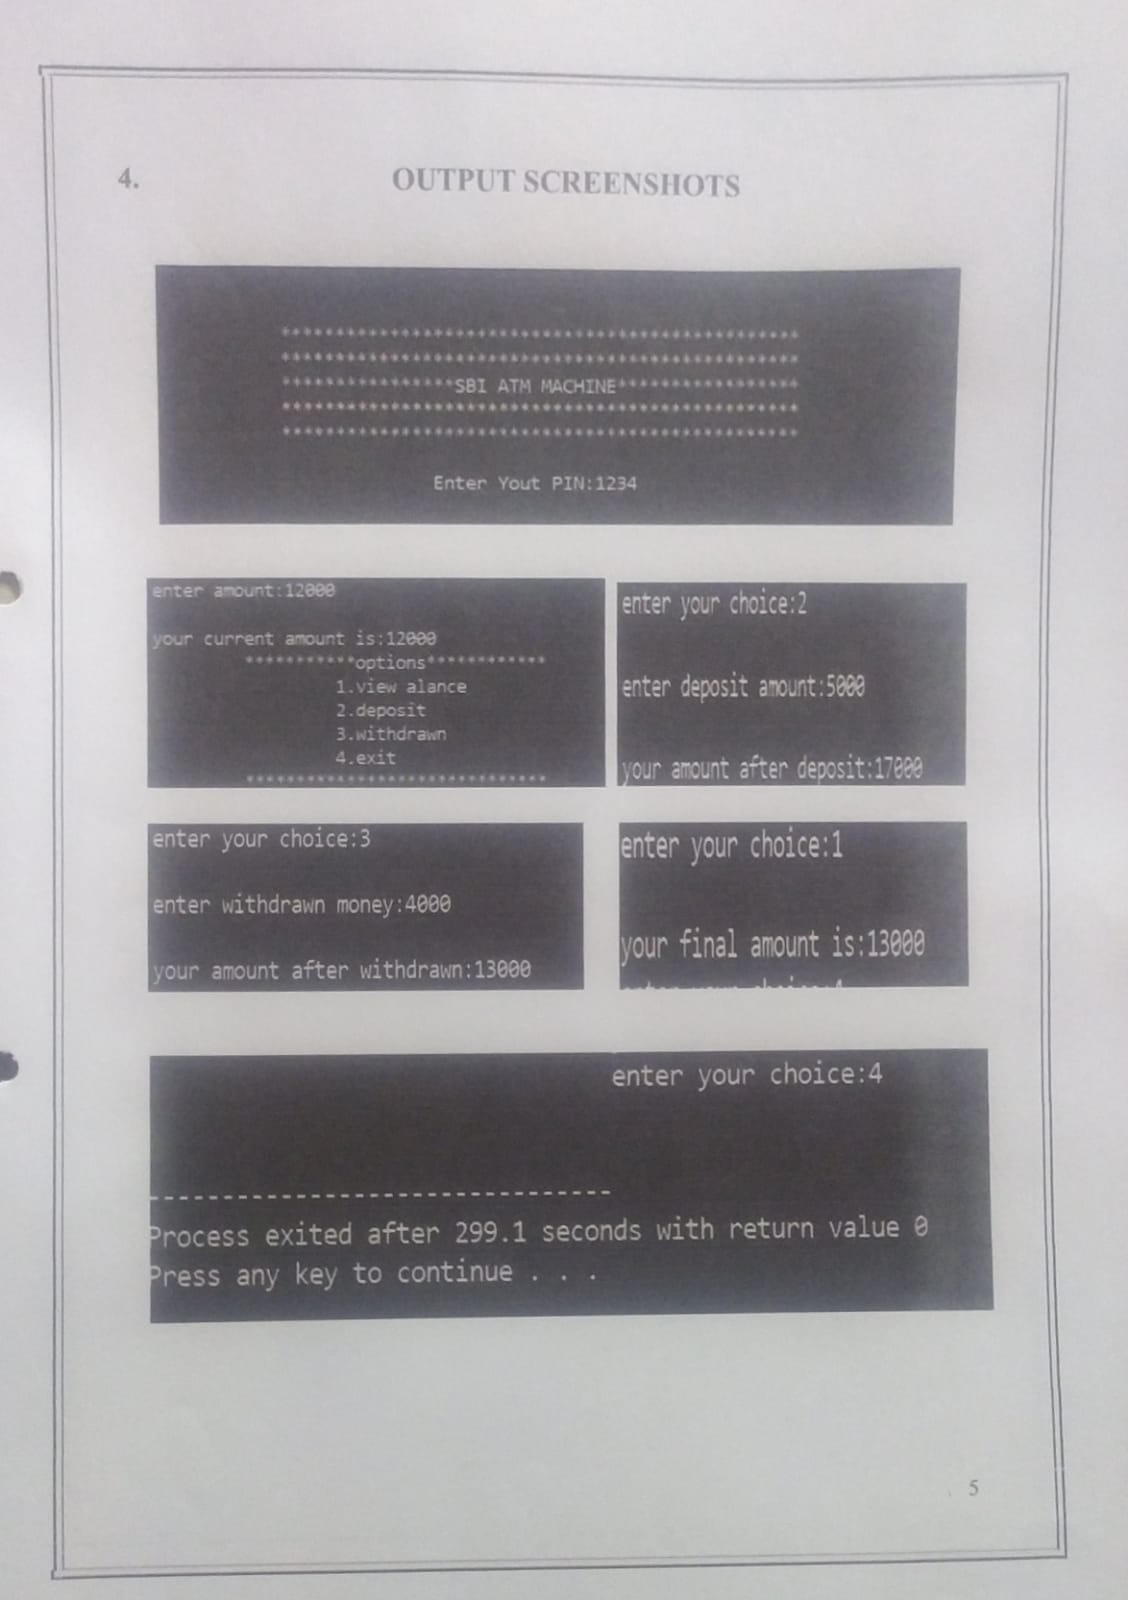 4.
OUTPUT SCREENSHOTS
************************************************
************************************************
****************SBI ATM MACHINE*****************
************************************************
************************************************
Enter Yout PIN:1234
enter amount:12000
your current amount is:12000
***********options************
1.view alance
2.deposit
3.withdrawn
4.exit
****************************
enter your choice:2
enter deposit amount:5000
your amount after deposit:17000
enter your choice:3
enter withdrawn money:4000
your amount after withdrawn:13000
enter your choice:1
your final amount is:13000
enter your choice:4
--------------------------------
Process exited after 299.1 seconds with return value 0
Press any key to continue . . .
5